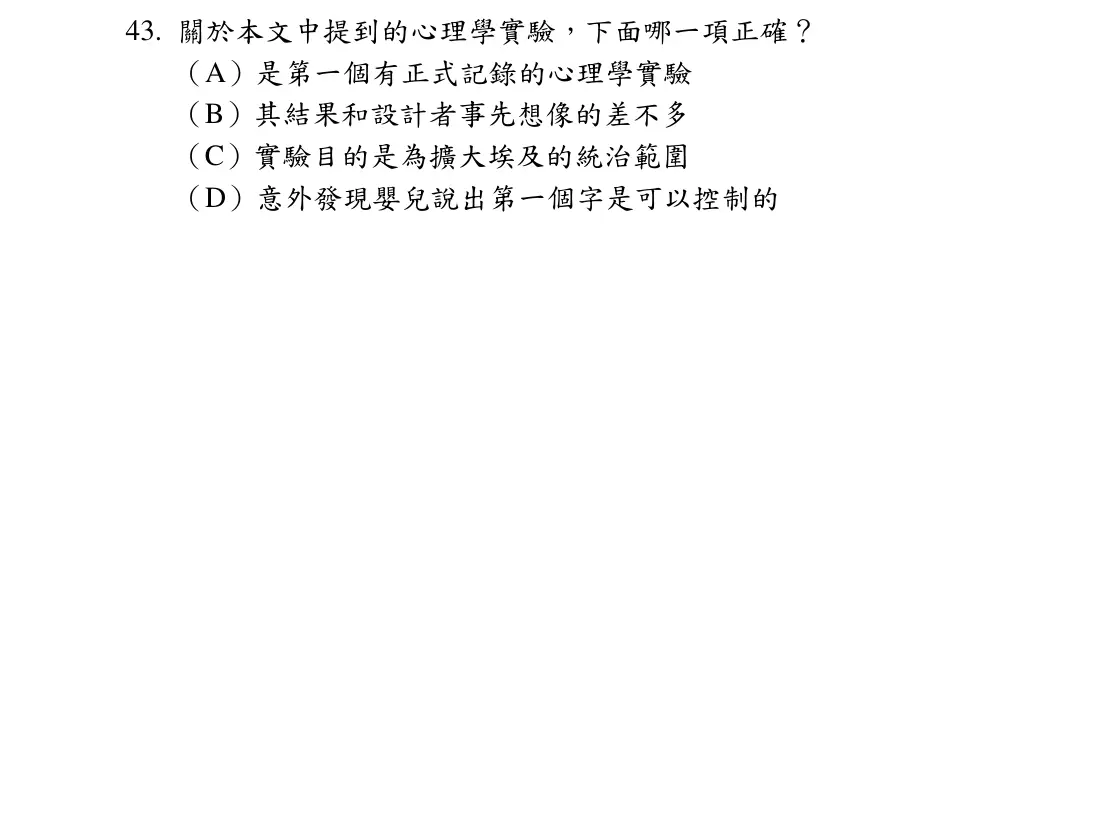 43. 關於本文中提到的心理學實驗，下面哪一項正確？
（A）是第一個有正式記錄的心理學實驗
（B）其結果和設計者事先想像的差不多
（C）實驗目的是為擴大埃及的統治範圍
（D）意外發現嬰兒說出第一個字是可以控制的